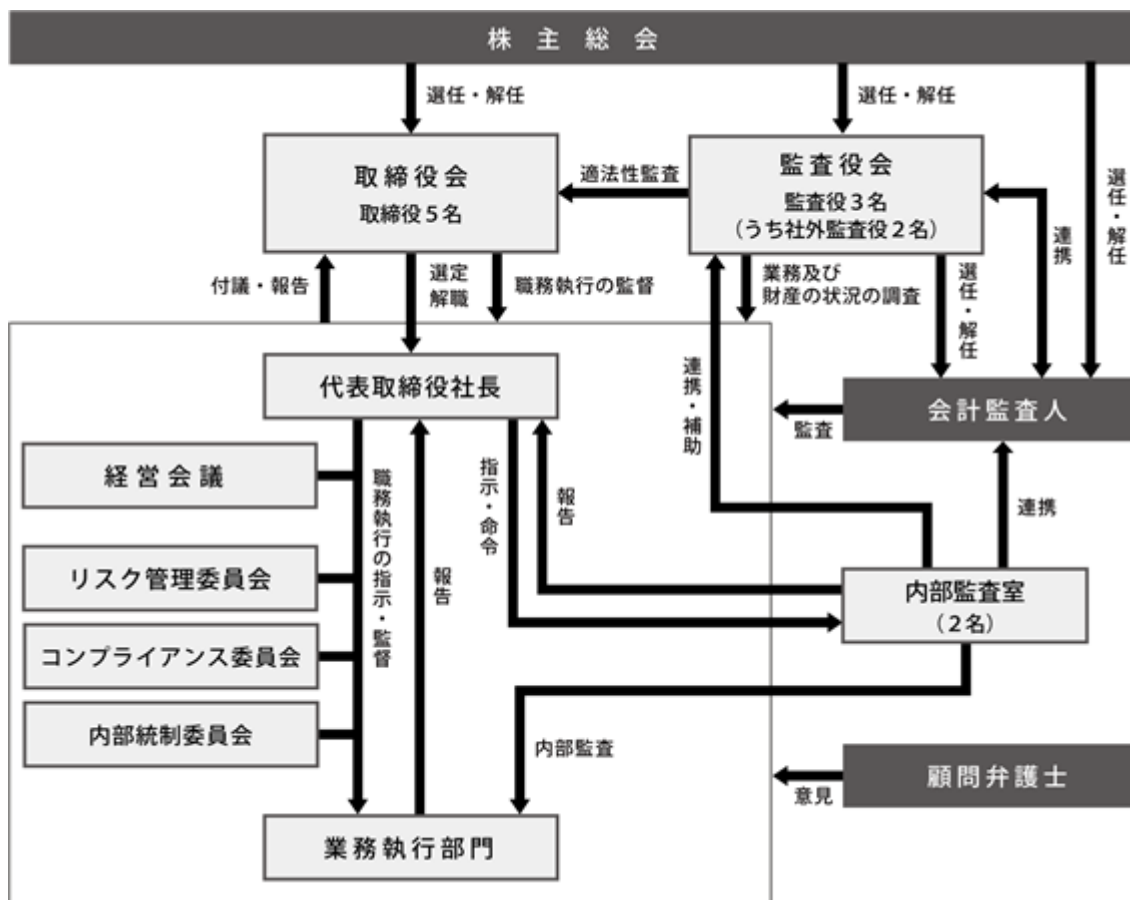 株主総会
選任・解任
選任・解任
選任・解任
取締役会
取締役5名
適法性監査
監査役会
監査役3名
(うち社外監査役2名)
連携
付議・報告
選定
解職
職務執行の監督
業務及び
財産の状況の調査
選任・解任
代表取締役社長
連携・補助
会計監査人
監査
経営会議
職務執行の指示・監督
報告
指示・命令
報告
連携
リスク管理委員会
内部監査室
(2名)
コンプライアンス委員会
内部統制委員会
内部監査
顧問弁護士
意見
業務執行部門